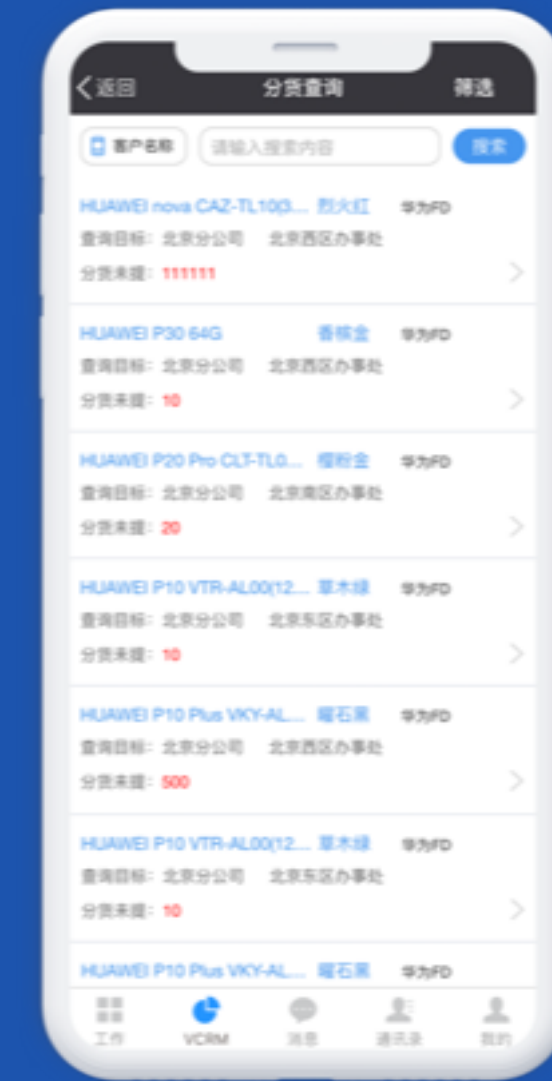 返回 分货查询 筛选
客户名称 请输入搜索内容 搜索
HUAWEI nova CAZ-TL10(3... 烈火红 华为FD
查询目标：北京分公司 北京西区办事处
分货未提：111111
HUAWEI P30 64G 香槟金 华为FD
查询目标：北京分公司 北京西区办事处
分货未提：10
HUAWEI P20 Pro CLT-TL0... 樱粉金 华为FD
查询目标：北京分公司 北京南区办事处
分货未提：20
HUAWEI P10 VTR-AL00(12... 草木绿 华为FD
查询目标：北京分公司 北京东区办事处
分货未提：10
HUAWEI P10 Plus VKY-AL... 曜石黑 华为FD
查询目标：北京分公司 北京西区办事处
分货未提：500
HUAWEI P10 VTR-AL00(12... 草木绿 华为FD
查询目标：北京分公司 北京东区办事处
分货未提：10
HUAWEI P10 Plus VKY-AL... 曜石黑 华为FD
工作 VCRM 消息 通讯录 我的